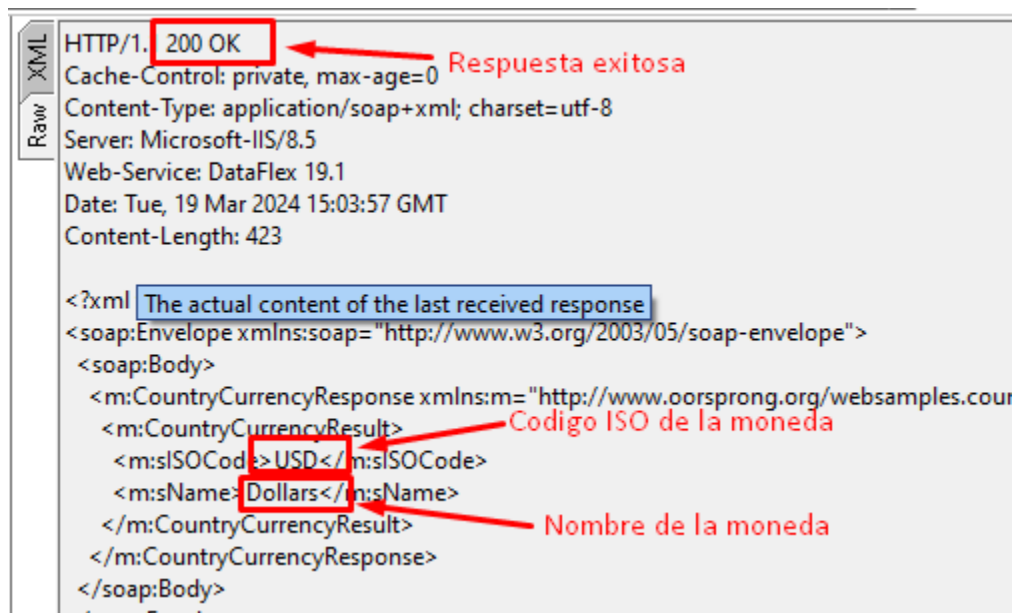 XML
Raw
HTTP/1. 200 OK
Respuesta exitosa
Cache-Control: private, max-age=0
Content-Type: application/soap+xml; charset=utf-8
Server: Microsoft-IIS/8.5
Web-Service: DataFlex 19.1
Date: Tue, 19 Mar 2024 15:03:57 GMT
Content-Length: 423
<?xml The actual content of the last received response
<soap:Envelope xmlns:soap="http://www.w3.org/2003/05/soap-envelope">
<soap:Body>
<m:CountryCurrencyResponse xmlns:m="http://www.oorsprong.org/websamples.cour
<m:CountryCurrencyResult>
Codigo ISO de la moneda
<m:sISOCode>USD</m:sISOCode>
<m:sName>Dollars</m:sName>
</m:CountryCurrencyResult>
Nombre de la moneda
</m:CountryCurrencyResponse>
</soap:Body>